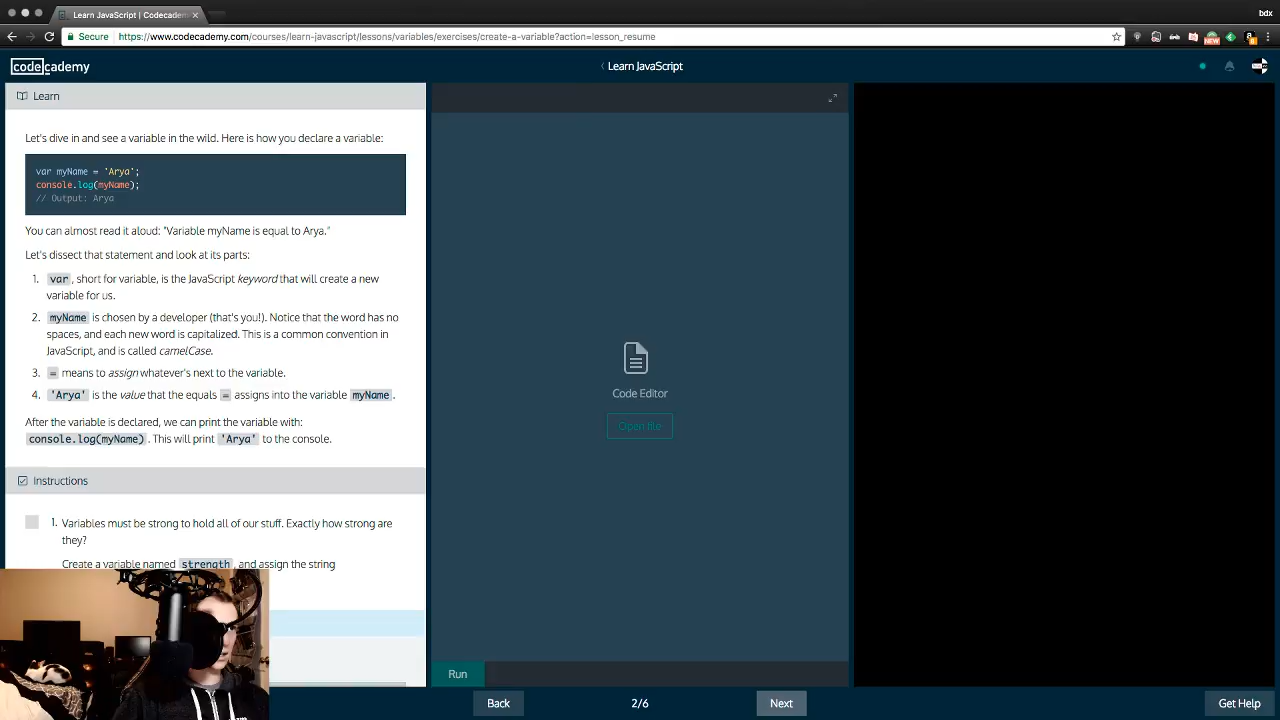 Learn JavaScript | Codecadem
bdx
Secure
https://www.codecademy.com/courses/learn-javascript/lessons/variables/exercises/create-a-variable?action=lesson_resume
NEW
codecademy
Learn JavaScript
Learn
Let's dive in and see a variable in the wild. Here is how you declare a variable:
var myName = 'Arya';
console.log(myName);
// Output: Arya
You can almost read it aloud: "Variable myName is equal to Arya."
Let's dissect that statement and look at its parts:
1. var, short for variable, is the JavaScript keyword that will create a new
variable for us.
2. myName is chosen by a developer (that's you!). Notice that the word has no
spaces, and each new word is capitalized. This is a common convention in
JavaScript, and is called camelCase.
3. = means to assign whatever's next to the variable.
4. 'Arya' is the value that the equals = assigns into the variable myName.
After the variable is declared, we can print the variable with:
console.log(myName). This will print 'Arya' to the console.
Instructions
1. Variables must be strong to hold all of our stuff. Exactly how strong are
they?
Create a variable named strength, and assign the string
Code Editor
Open file
Run
Back
2/6
Next
Get Help